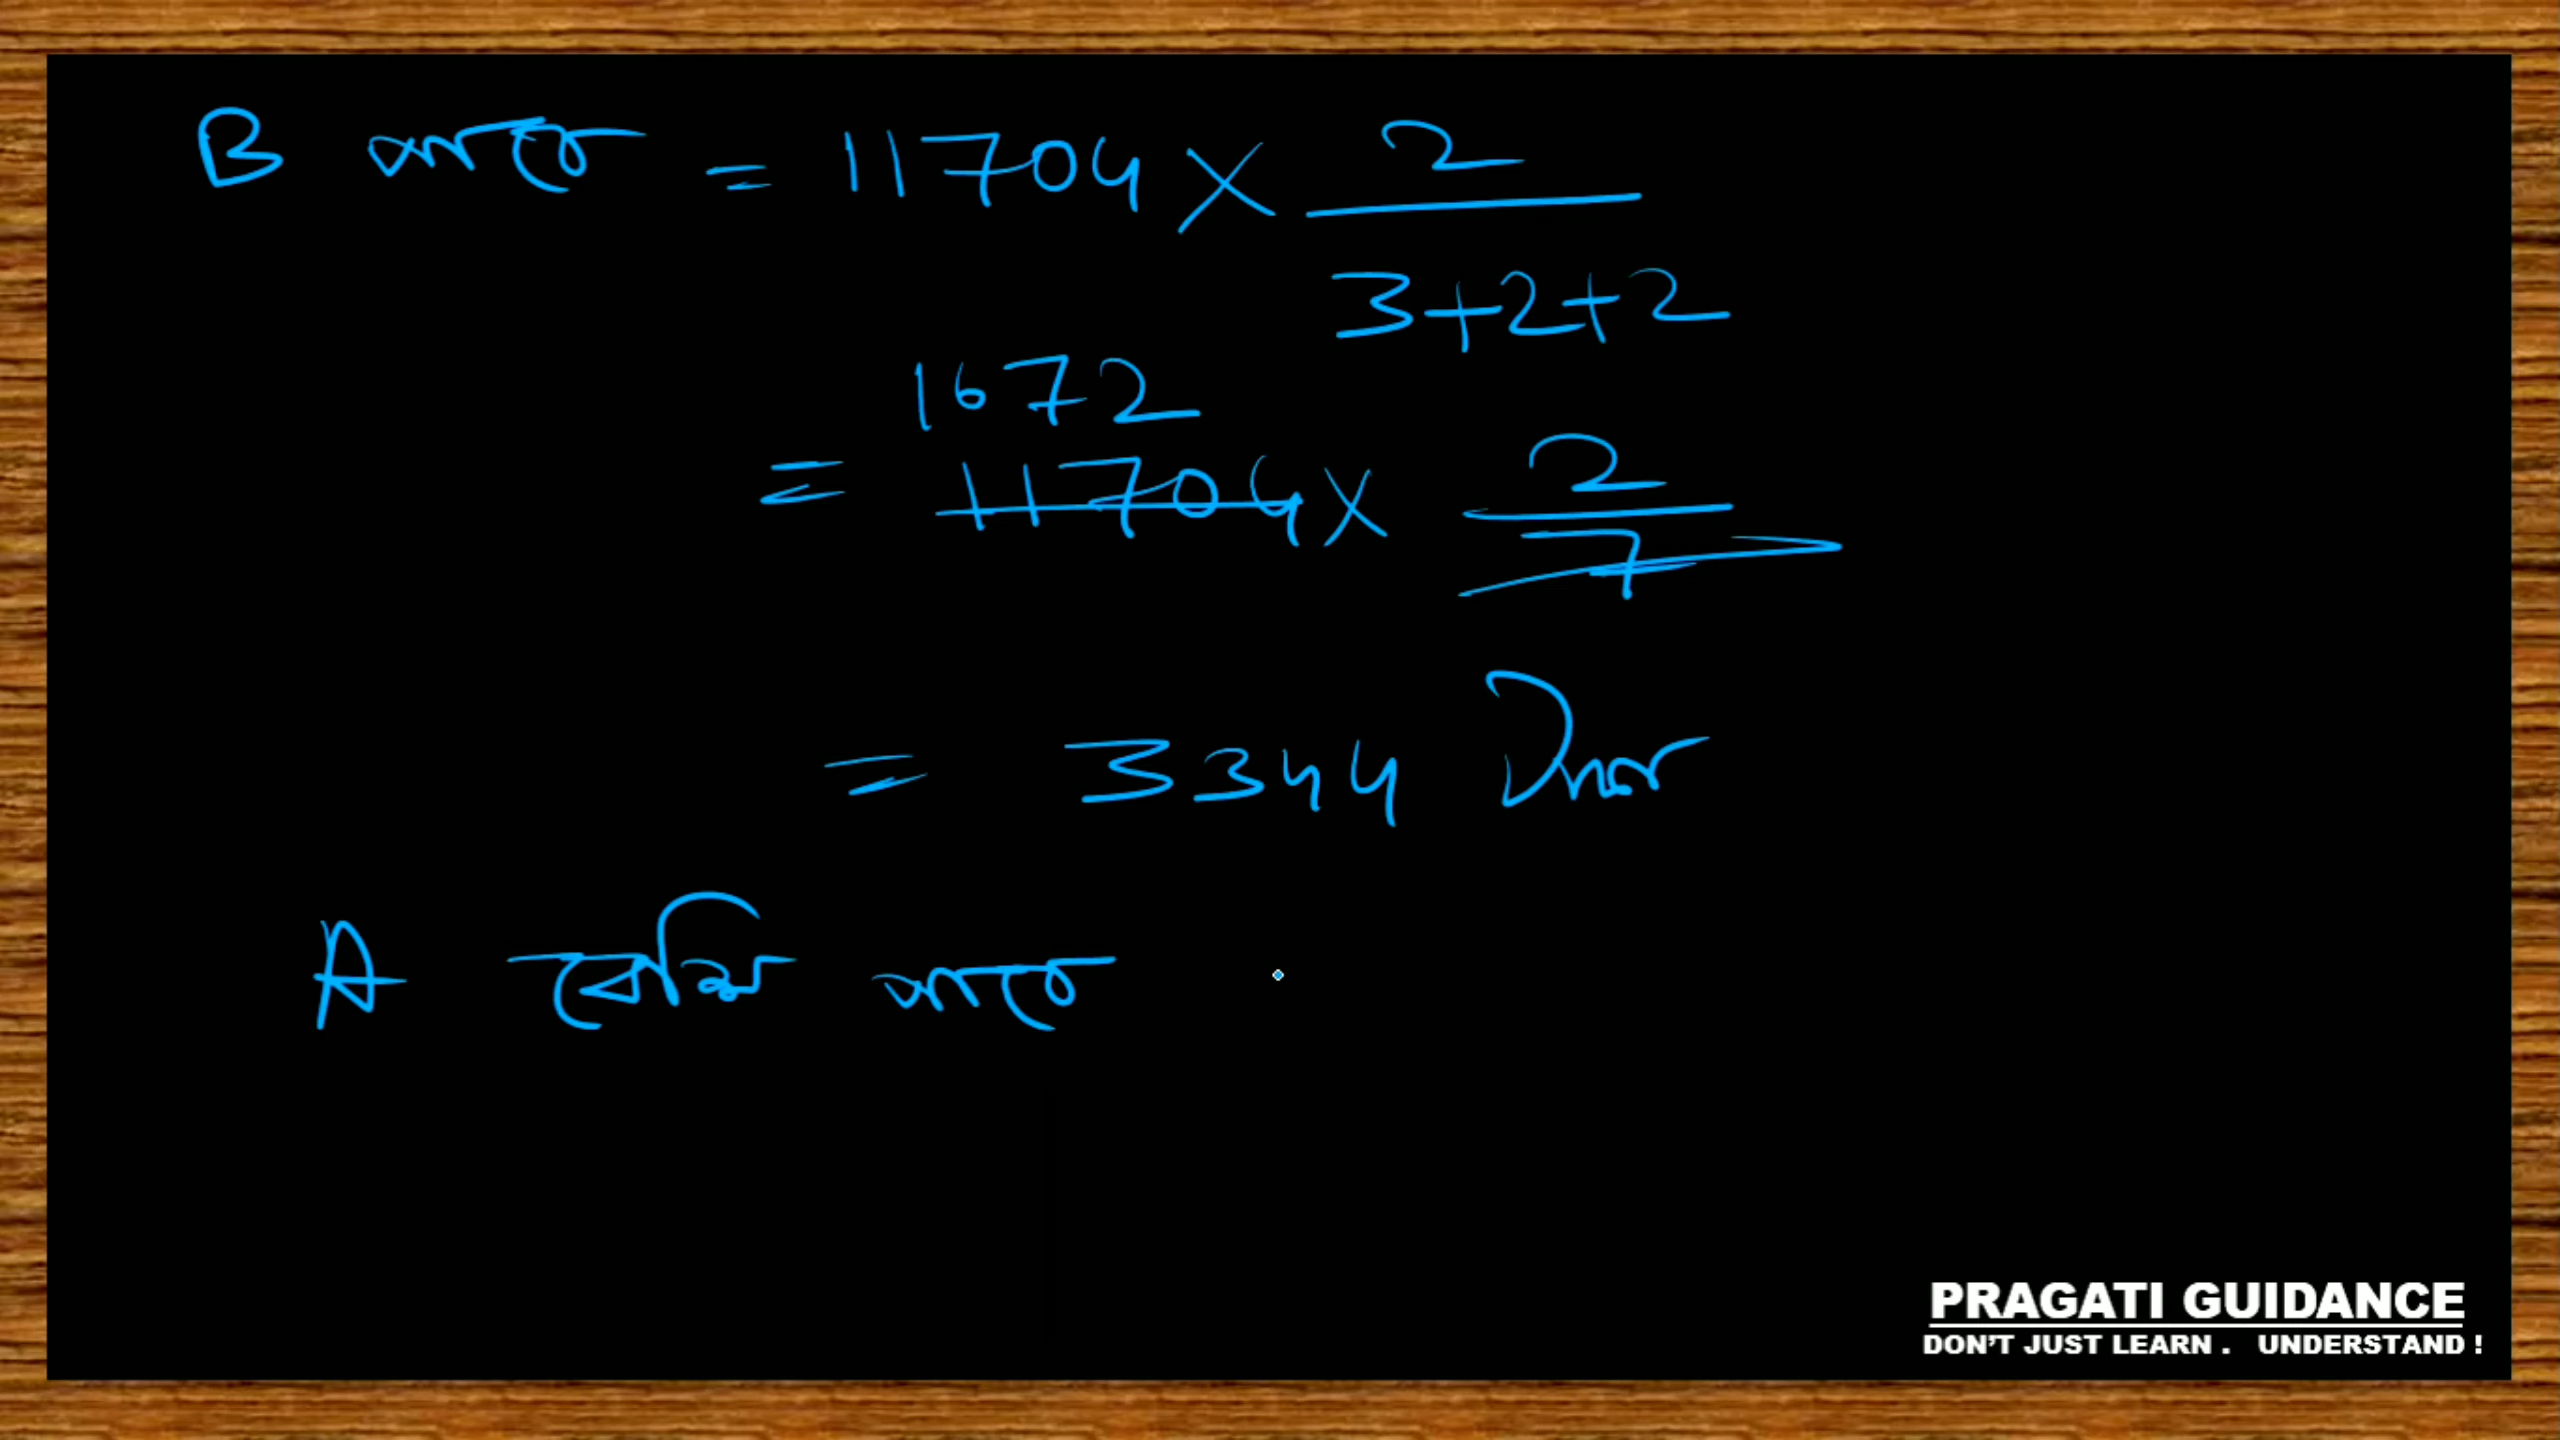 B পাবে = 11704 × 2
3+2+2
1672
= 11704 × 2
7
= 3344 টাকা
A বেশি পাবে
PRAGATI GUIDANCE
DON'T JUST LEARN . UNDERSTAND !